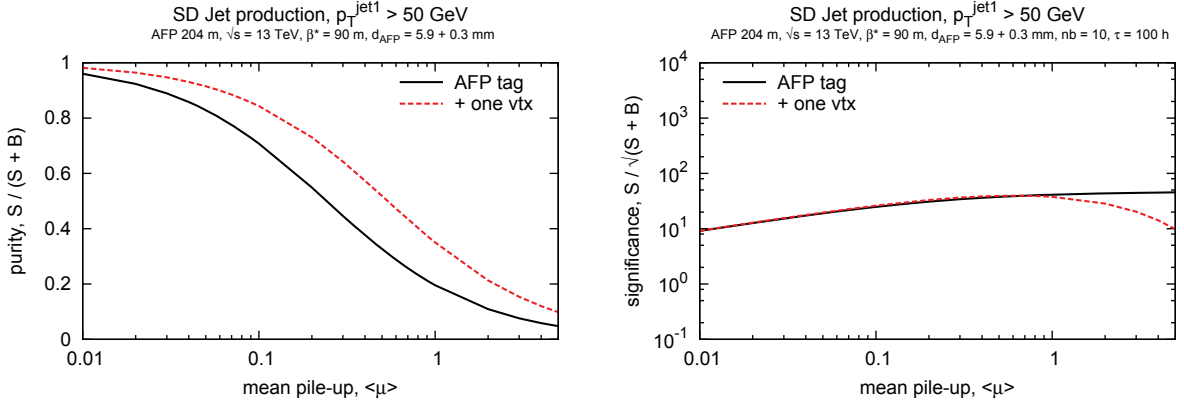 SD Jet production, p_T^jet1 > 50 GeV
AFP 204 m, √s = 13 TeV, β* = 90 m, d_AFP = 5.9 + 0.3 mm
AFP tag
+ one vtx
purity, S / (S + B)
1
0.8
0.6
0.4
0.2
0
0.01
0.1
1
mean pile-up, <μ>
SD Jet production, p_T^jet1 > 50 GeV
AFP 204 m, √s = 13 TeV, β* = 90 m, d_AFP = 5.9 + 0.3 mm, nb = 10, τ = 100 h
AFP tag
+ one vtx
significance, S / √(S + B)
10^4
10^3
10^2
10^1
10^0
10^-1
0.01
0.1
1
mean pile-up, <μ>